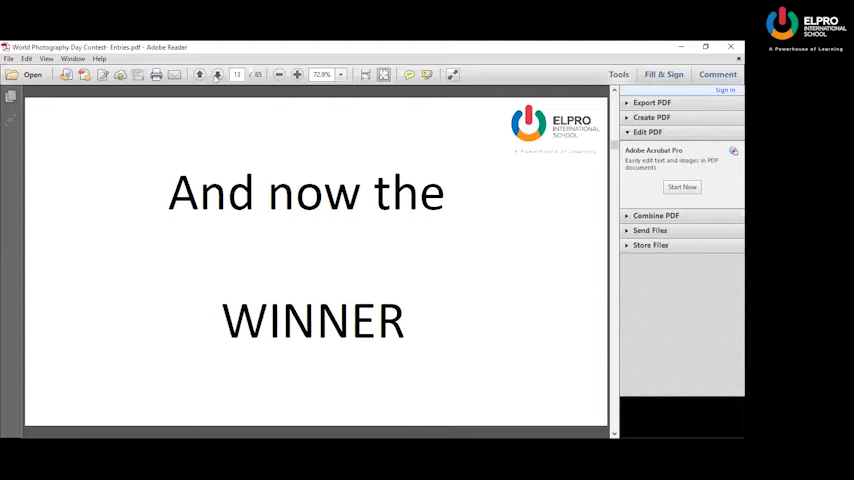 ELPRO
INTERNATIONAL
SCHOOL
A Powerhouse of Learning
World Photography Day Contest- Entries.pdf - Adobe Reader
File Edit View Window Help
Open 13 / 85 72.9% Tools Fill & Sign Comment
Sign In
Export PDF
Create PDF
Edit PDF
Adobe Acrobat Pro
Easily edit text and images in PDF
documents
Start Now
Combine PDF
Send Files
Store Files
ELPRO
INTERNATIONAL
SCHOOL
A Powerhouse of Learning
And now the
WINNER